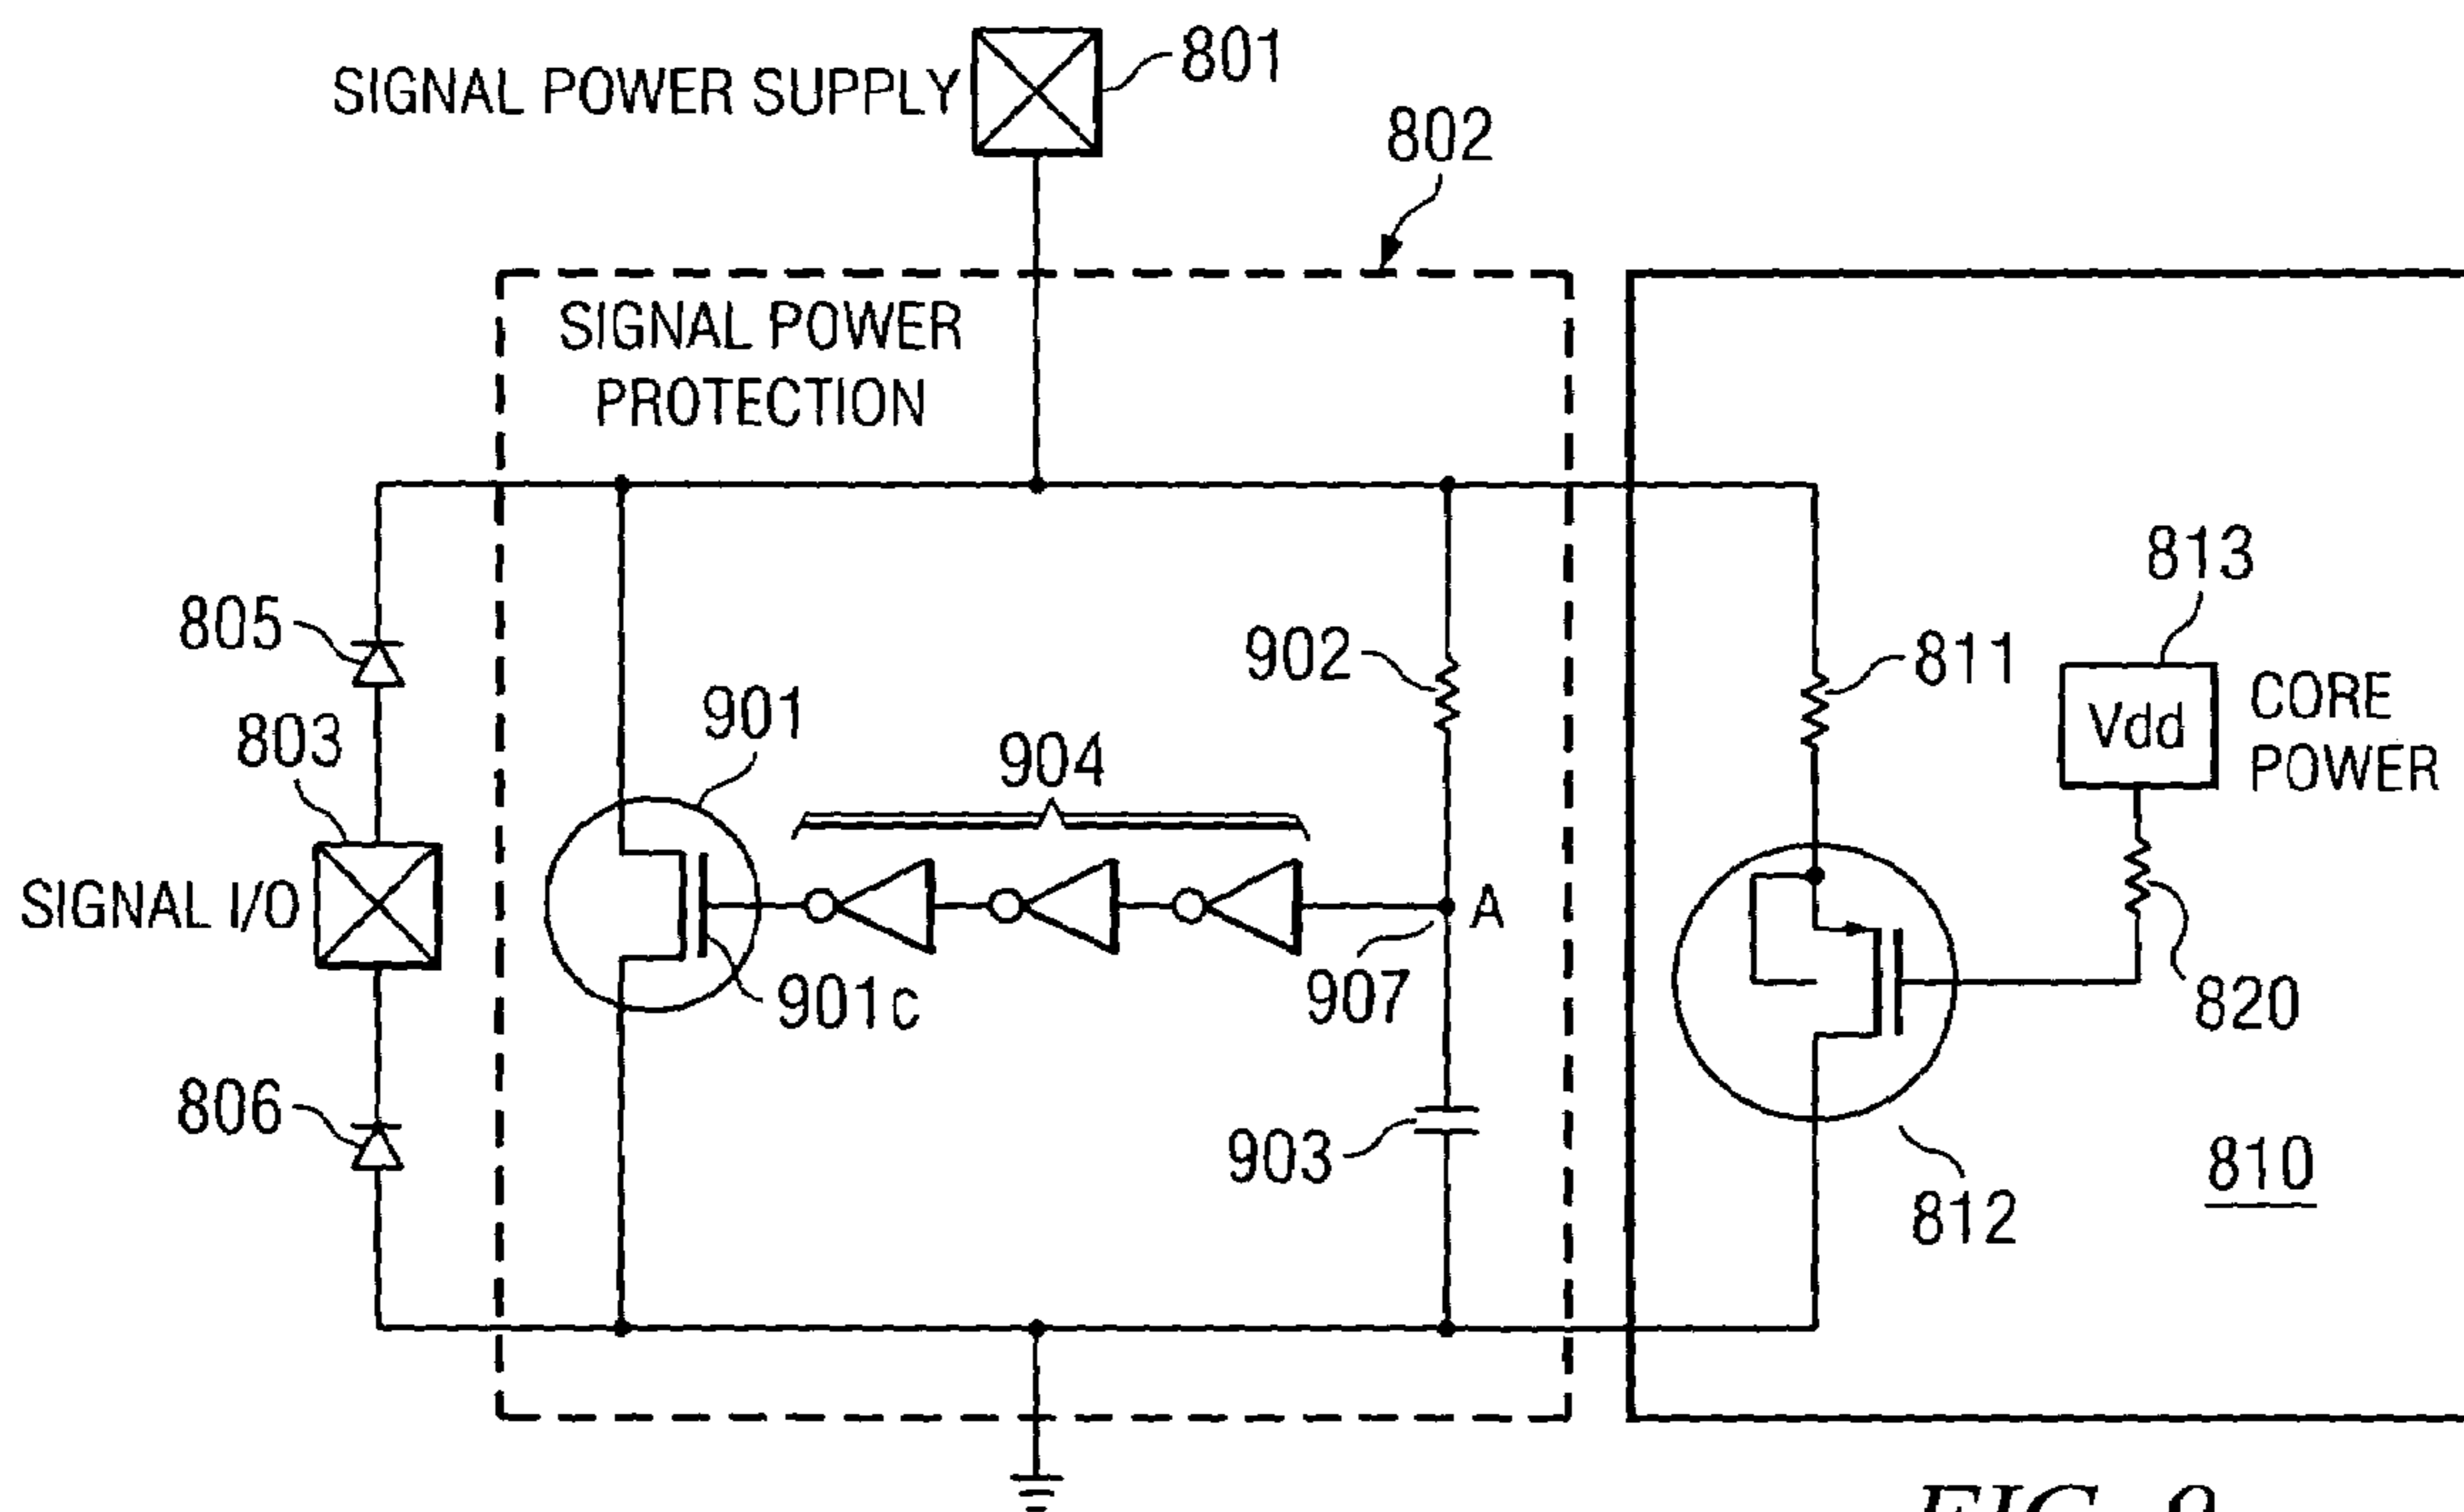 SIGNAL POWER SUPPLY
801
802
SIGNAL POWER
PROTECTION
813
805
902
811
CORE
POWER
Vdd
803
901
904
SIGNAL I/O
A
901c
907
820
806
903
810
812